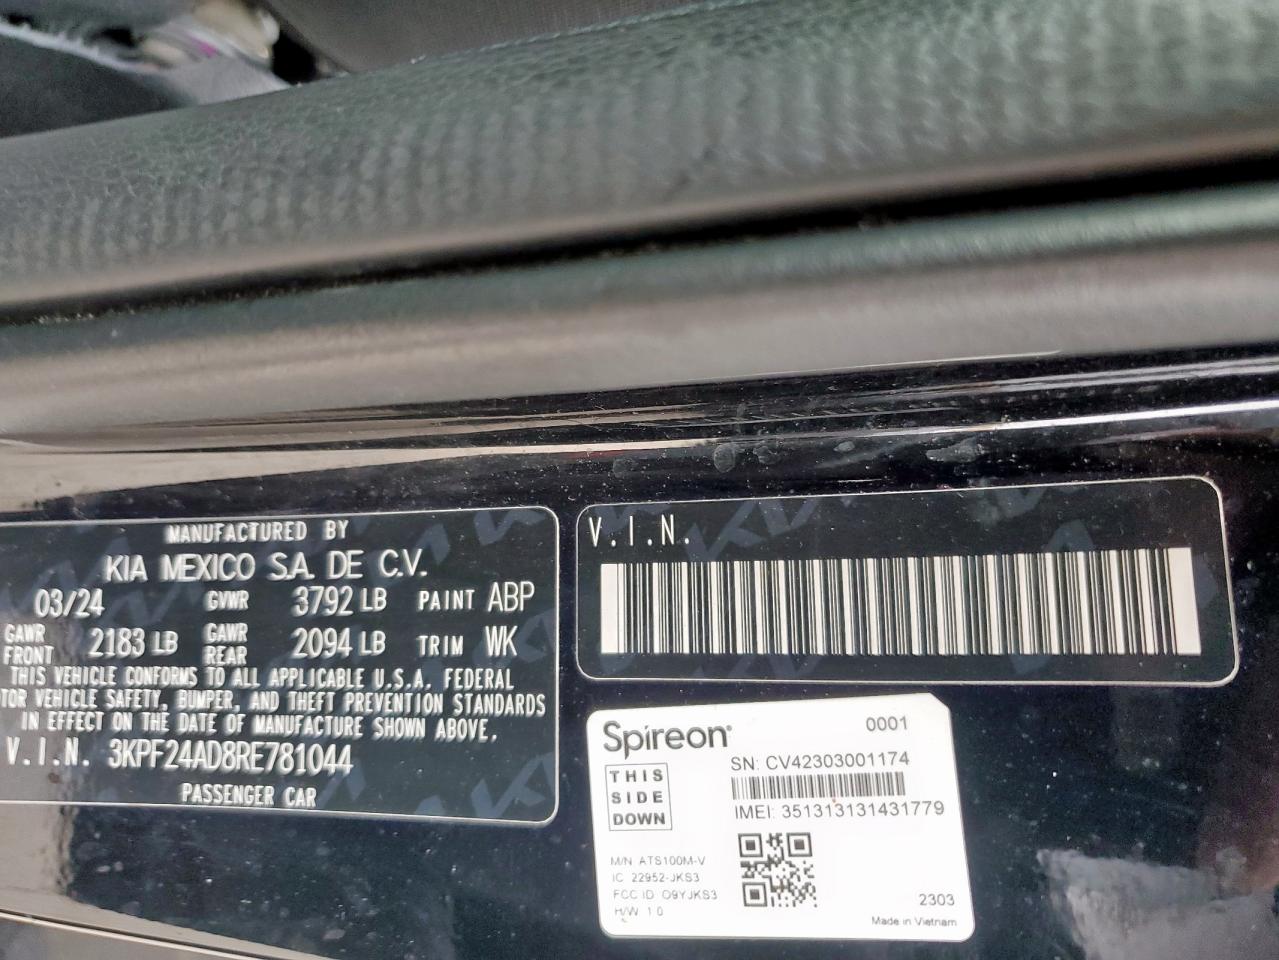 MANUFACTURED BY
KIA MEXICO S.A. DE C.V.
03/24 GVWR 3792 LB PAINT ABP
GAWR FRONT 2183 LB GAWR REAR 2094 LB TRIM WK
THIS VEHICLE CONFORMS TO ALL APPLICABLE U.S.A. FEDERAL
VEHICLE SAFETY, BUMPER, AND THEFT PREVENTION STANDARDS
IN EFFECT ON THE DATE OF MANUFACTURE SHOWN ABOVE.
V.I.N. 3KPF24AD8RE781044
PASSENGER CAR
V.I.N.
Spireon® 0001
SN: CV42303001174
THIS
SIDE
DOWN
IMEI: 351313131431779
M/N ATS100M-V
IC 22952-JKS3
FCC ID O9YJKS3
H/W 1.0
2303
Made in Vietnam